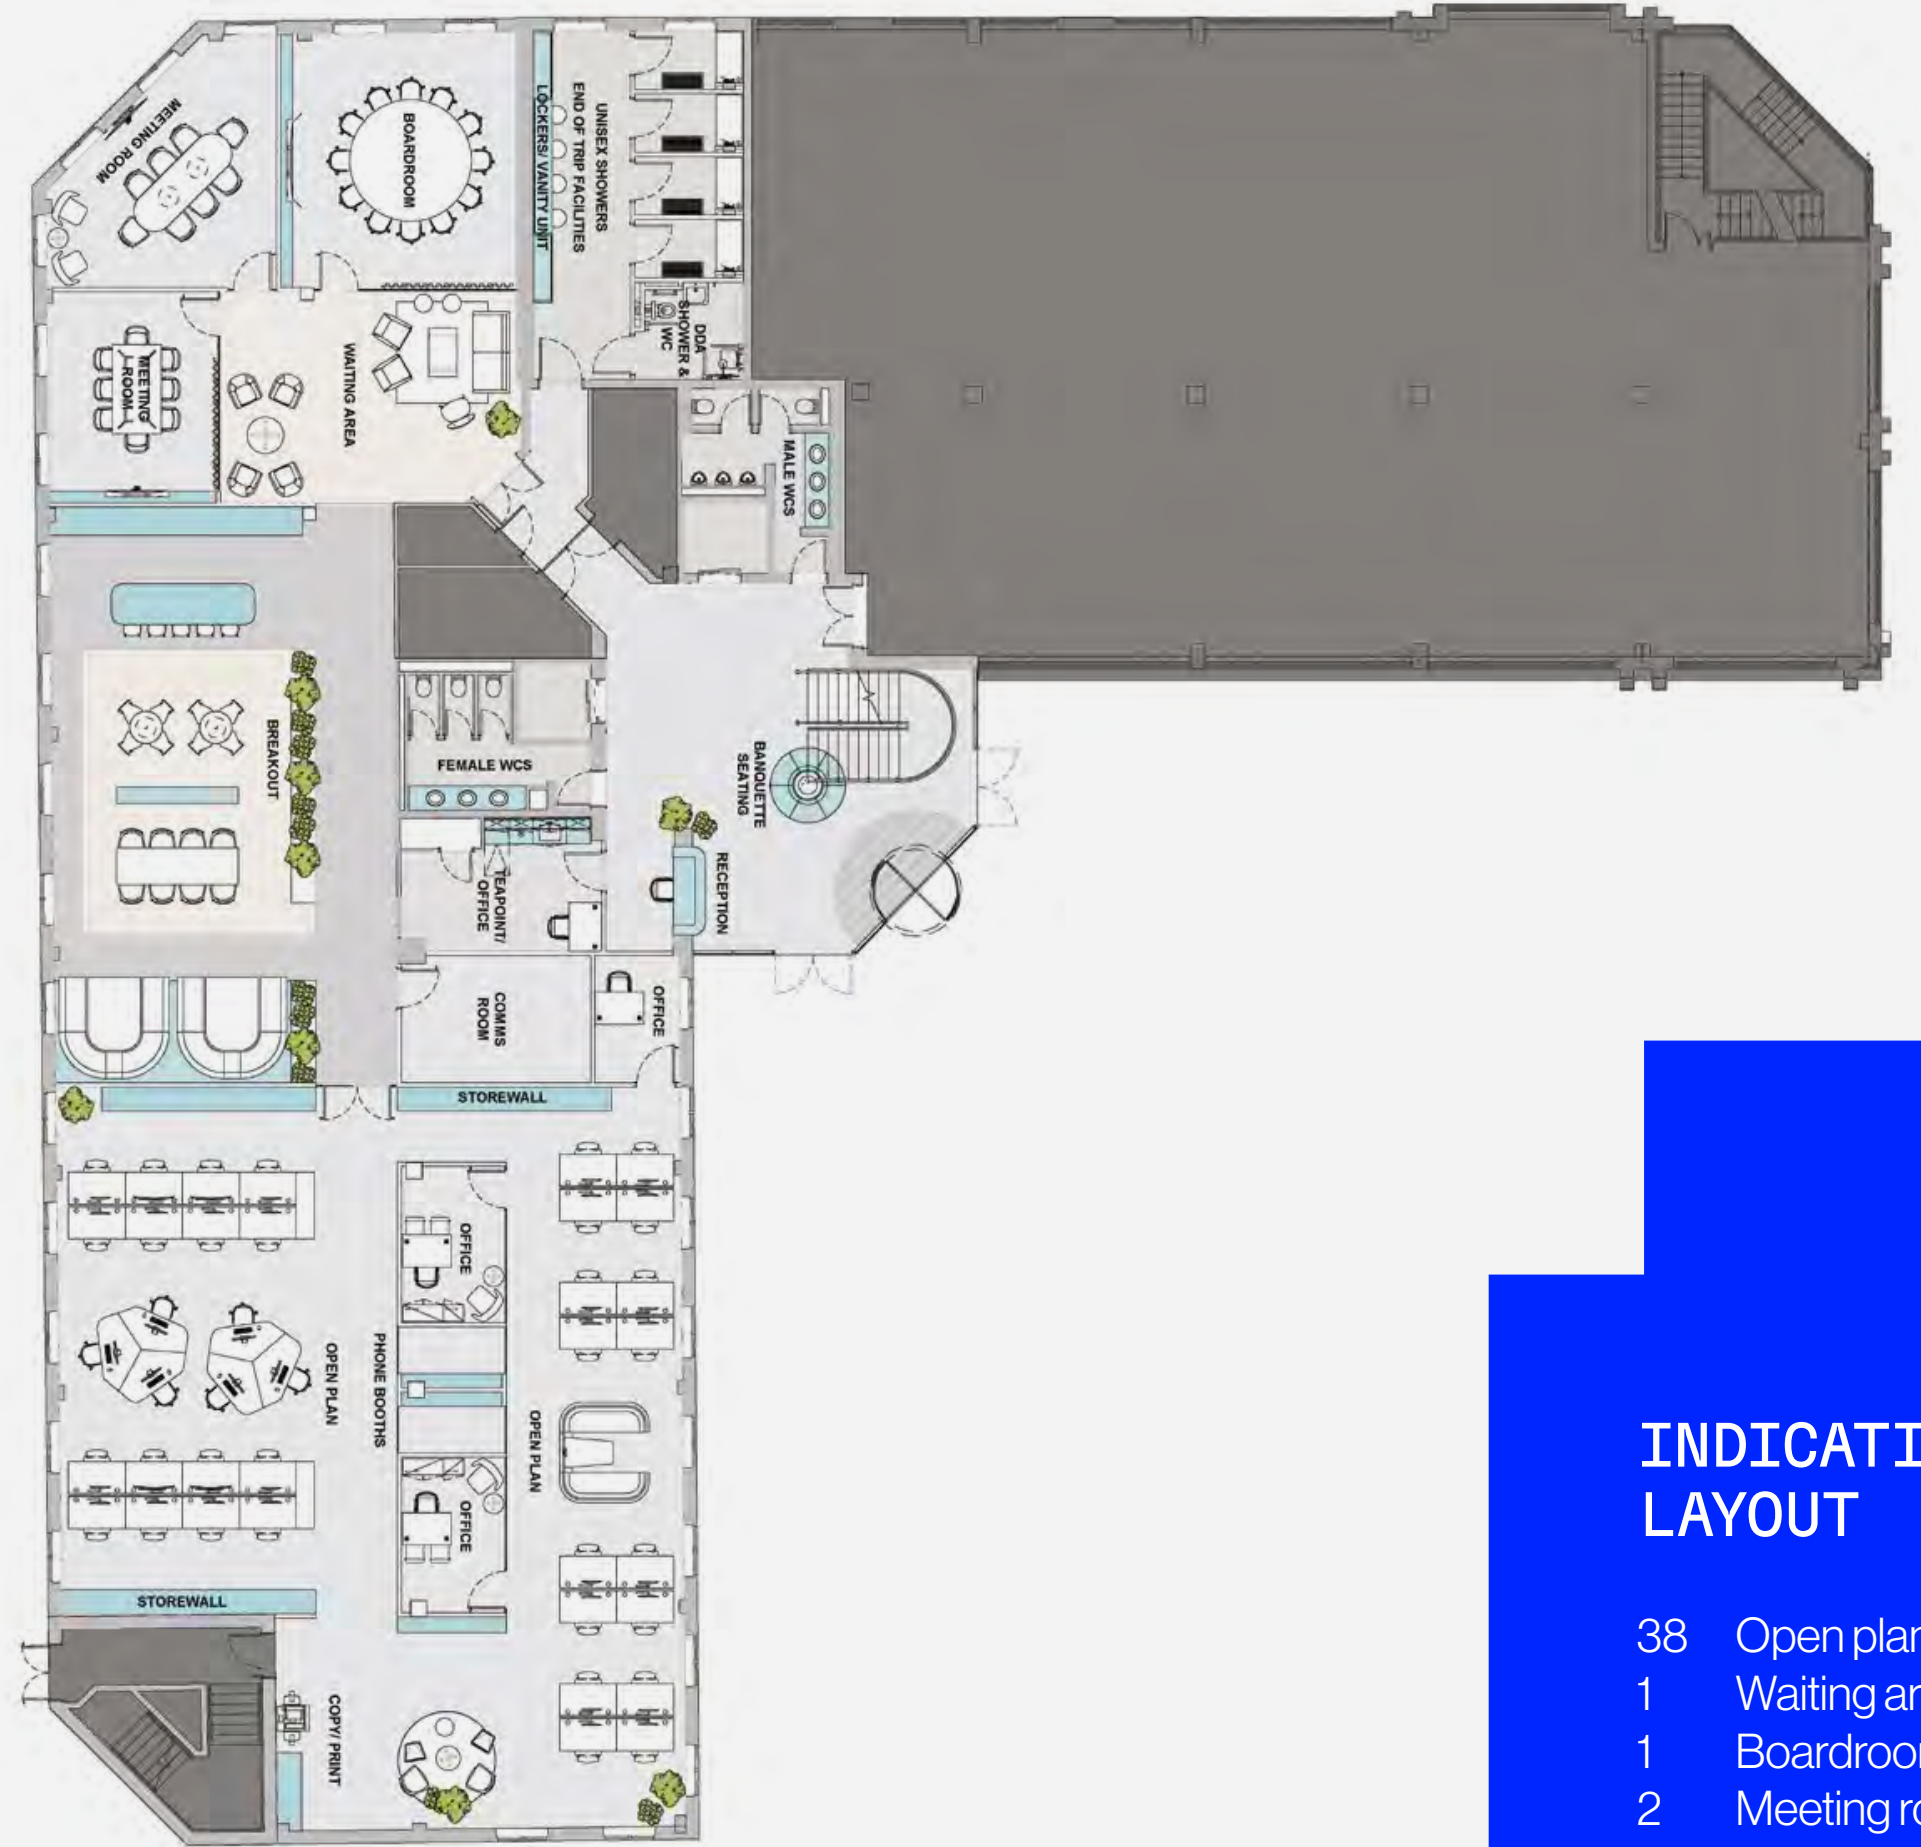 MEETING ROOM
BOARDROOM
LOCKERS/ VANITY UNIT
UNISEX SHOWERS
END OF TRIP FACILITIES
DDA
SHOWER &
WC
MEETING
ROOM
WAITING AREA
MALE WCS
BREAKOUT
FEMALE WCS
BANQUETTE
SEATING
TEAPOINT/
OFFICE
RECEPTION
COMMS
ROOM
OFFICE
STOREWALL
OFFICE
OPEN PLAN
PHONE BOOTHS
OPEN PLAN
OFFICE
STOREWALL
COPY/ PRINT
INDICATI
LAYOUT
38 Open plan
1 Waiting ar
1 Boardroom
2 Meeting ro